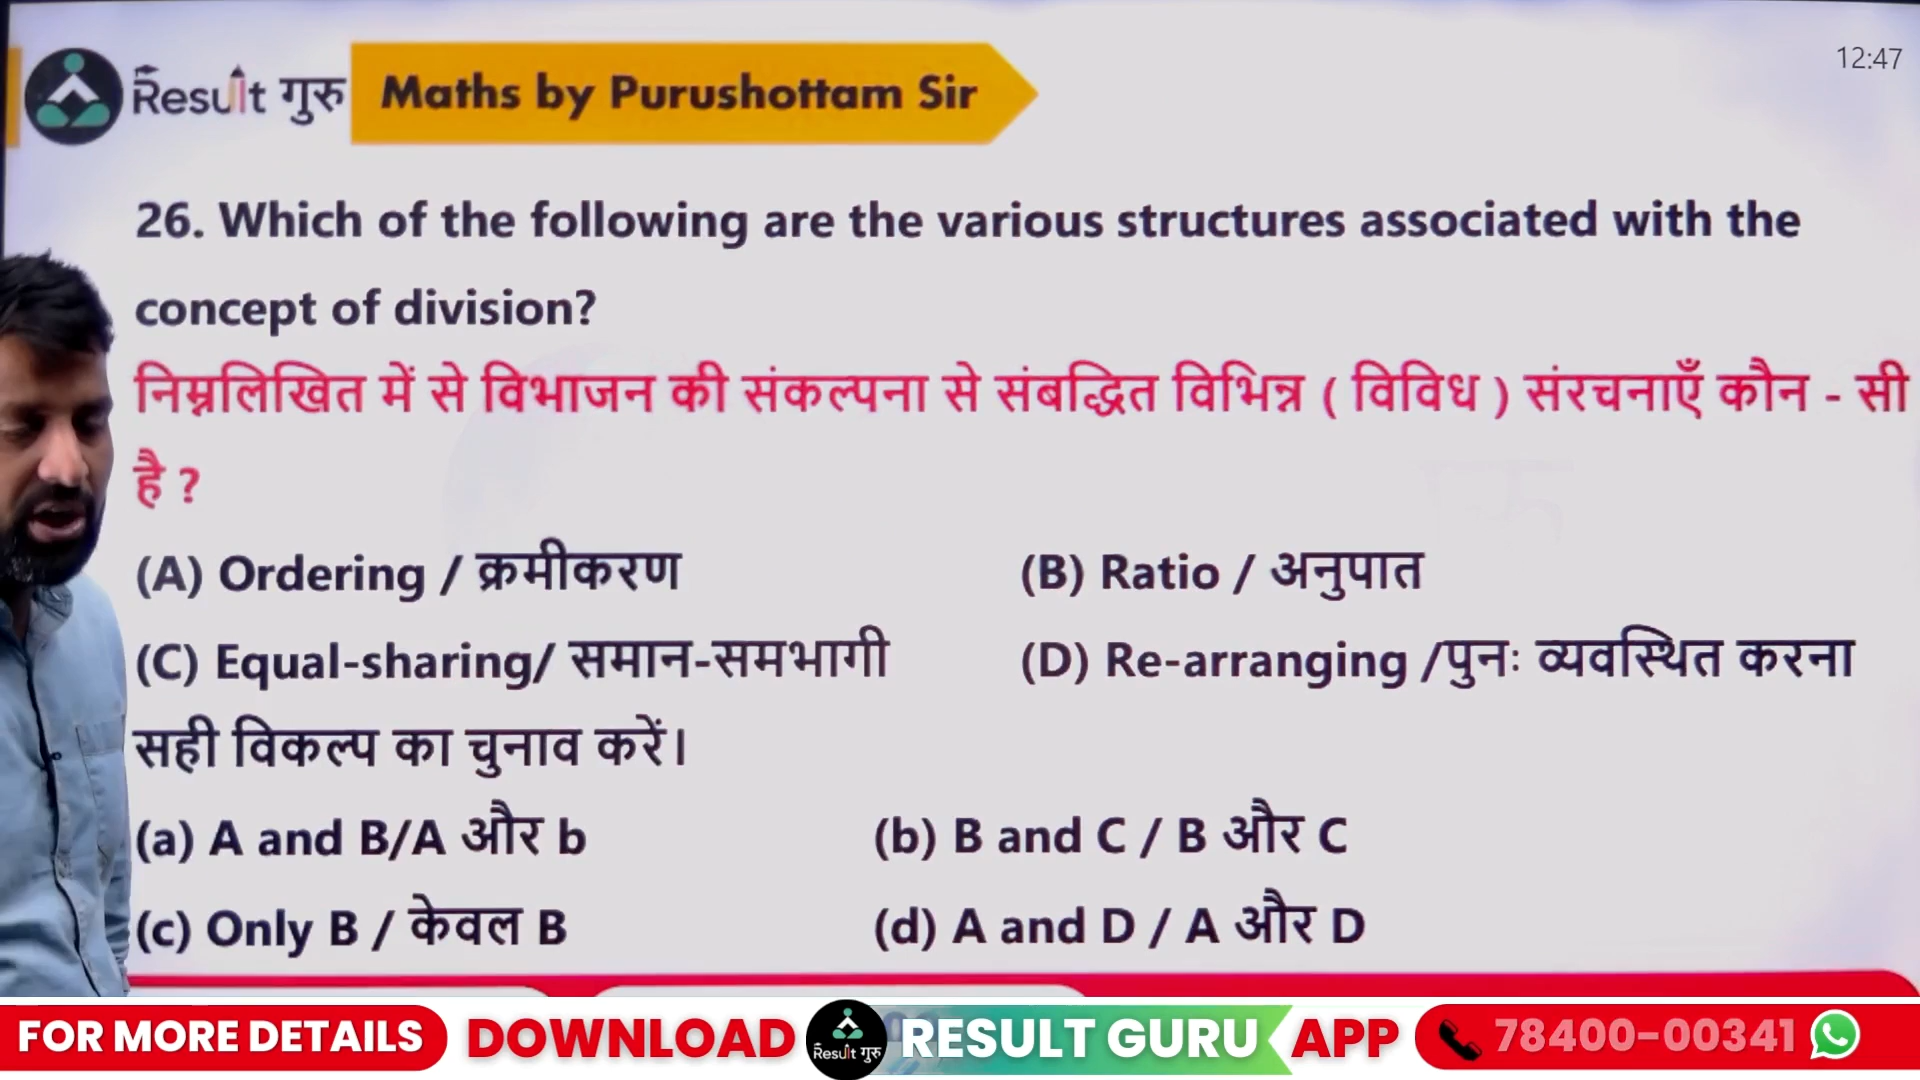 Result गुरु
Maths by Purushottam Sir
12:47
26. Which of the following are the various structures associated with the
concept of division?
निम्नलिखित में से विभाजन की संकल्पना से संबद्धित विभिन्न ( विविध ) संरचनाएँ कौन - सी
है ?
(A) Ordering / क्रमीकरण (B) Ratio / अनुपात
(C) Equal-sharing/ समान-समभागी (D) Re-arranging /पुनः व्यवस्थित करना
सही विकल्प का चुनाव करें।
(a) A and B/A और b (b) B and C / B और C
(c) Only B / केवल B (d) A and D / A और D
FOR MORE DETAILS DOWNLOAD Result गुरु RESULT GURU APP 78400-00341